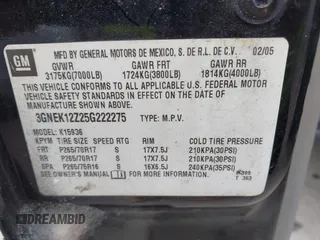 GM
MFD BY GENERAL MOTORS DE MEXICO, S. DE R.L. DE C.V. 02/05
GVWR GAWR FRT GAWR RR
3175KG(7000LB) 1724KG(3800LB) 1814KG(4000LB)
THIS VEHICLE CONFORMS TO ALL APPLICABLE U.S. FEDERAL MOTOR
VEHICLE SAFETY STANDARDS IN EFFECT ON THE DATE OF
MANUFACTURE SHOWN ABOVE.
3GNEK12Z25G222275 TYPE: M.P.V.
MODEL: K15936
TIRE SIZE SPEED RTG RIM COLD TIRE PRESSURE
FRT P265/70R17 S 17X7.5J 210KPA(30PSI)
RR P265/70R17 S 17X7.5J 210KPA(30PSI)
SPA P265/75R16 S 16X6.5J 240KPA(35PSI)
SEE OWNER'S MANUAL FOR MORE INFORMATION.
DREAMBID